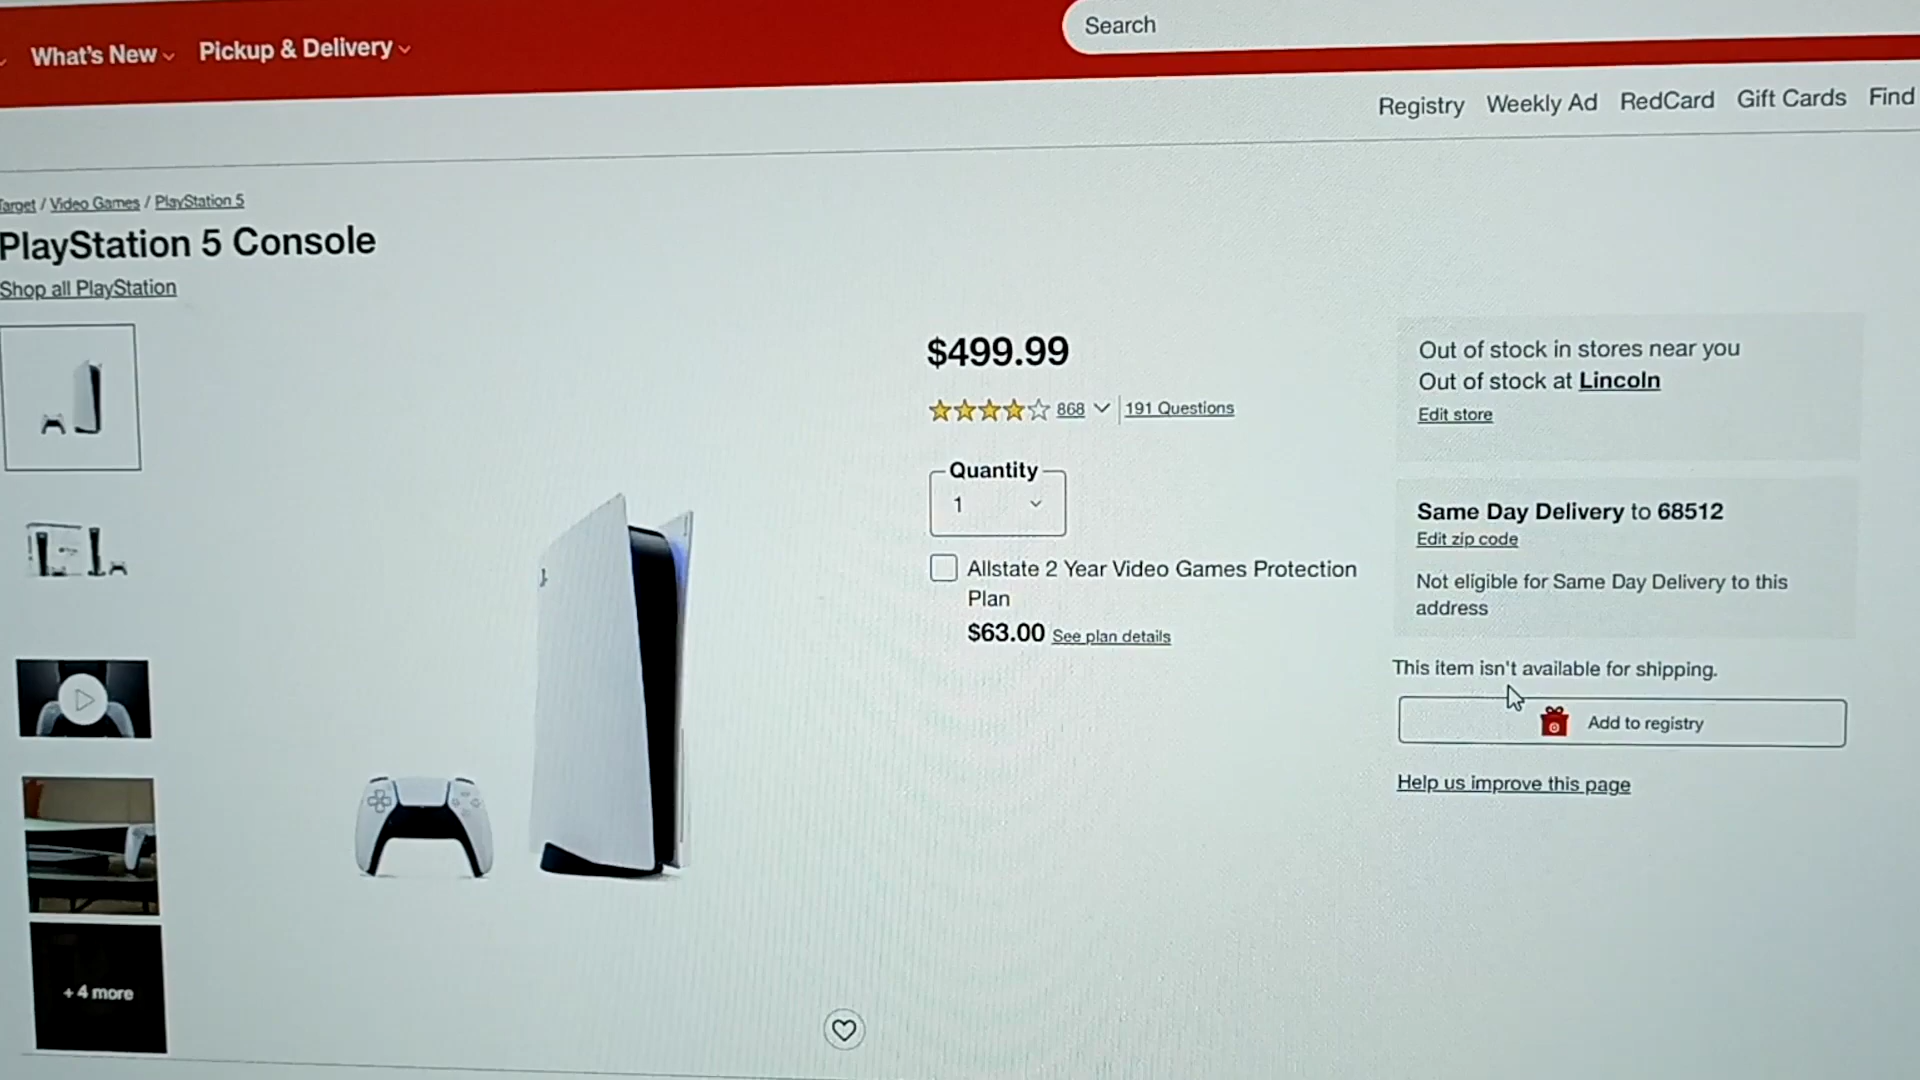 What's New
Pickup & Delivery
Search
Registry
Weekly Ad
RedCard
Gift Cards
Find
Target / Video Games / PlayStation 5
PlayStation 5 Console
Shop all PlayStation
$499.99
868
191 Questions
Quantity
1
Allstate 2 Year Video Games Protection
Plan
$63.00 See plan details
Out of stock in stores near you
Out of stock at Lincoln
Edit store
Same Day Delivery to 68512
Edit zip code
Not eligible for Same Day Delivery to this
address
This item isn't available for shipping.
Add to registry
Help us improve this page
+ 4 more